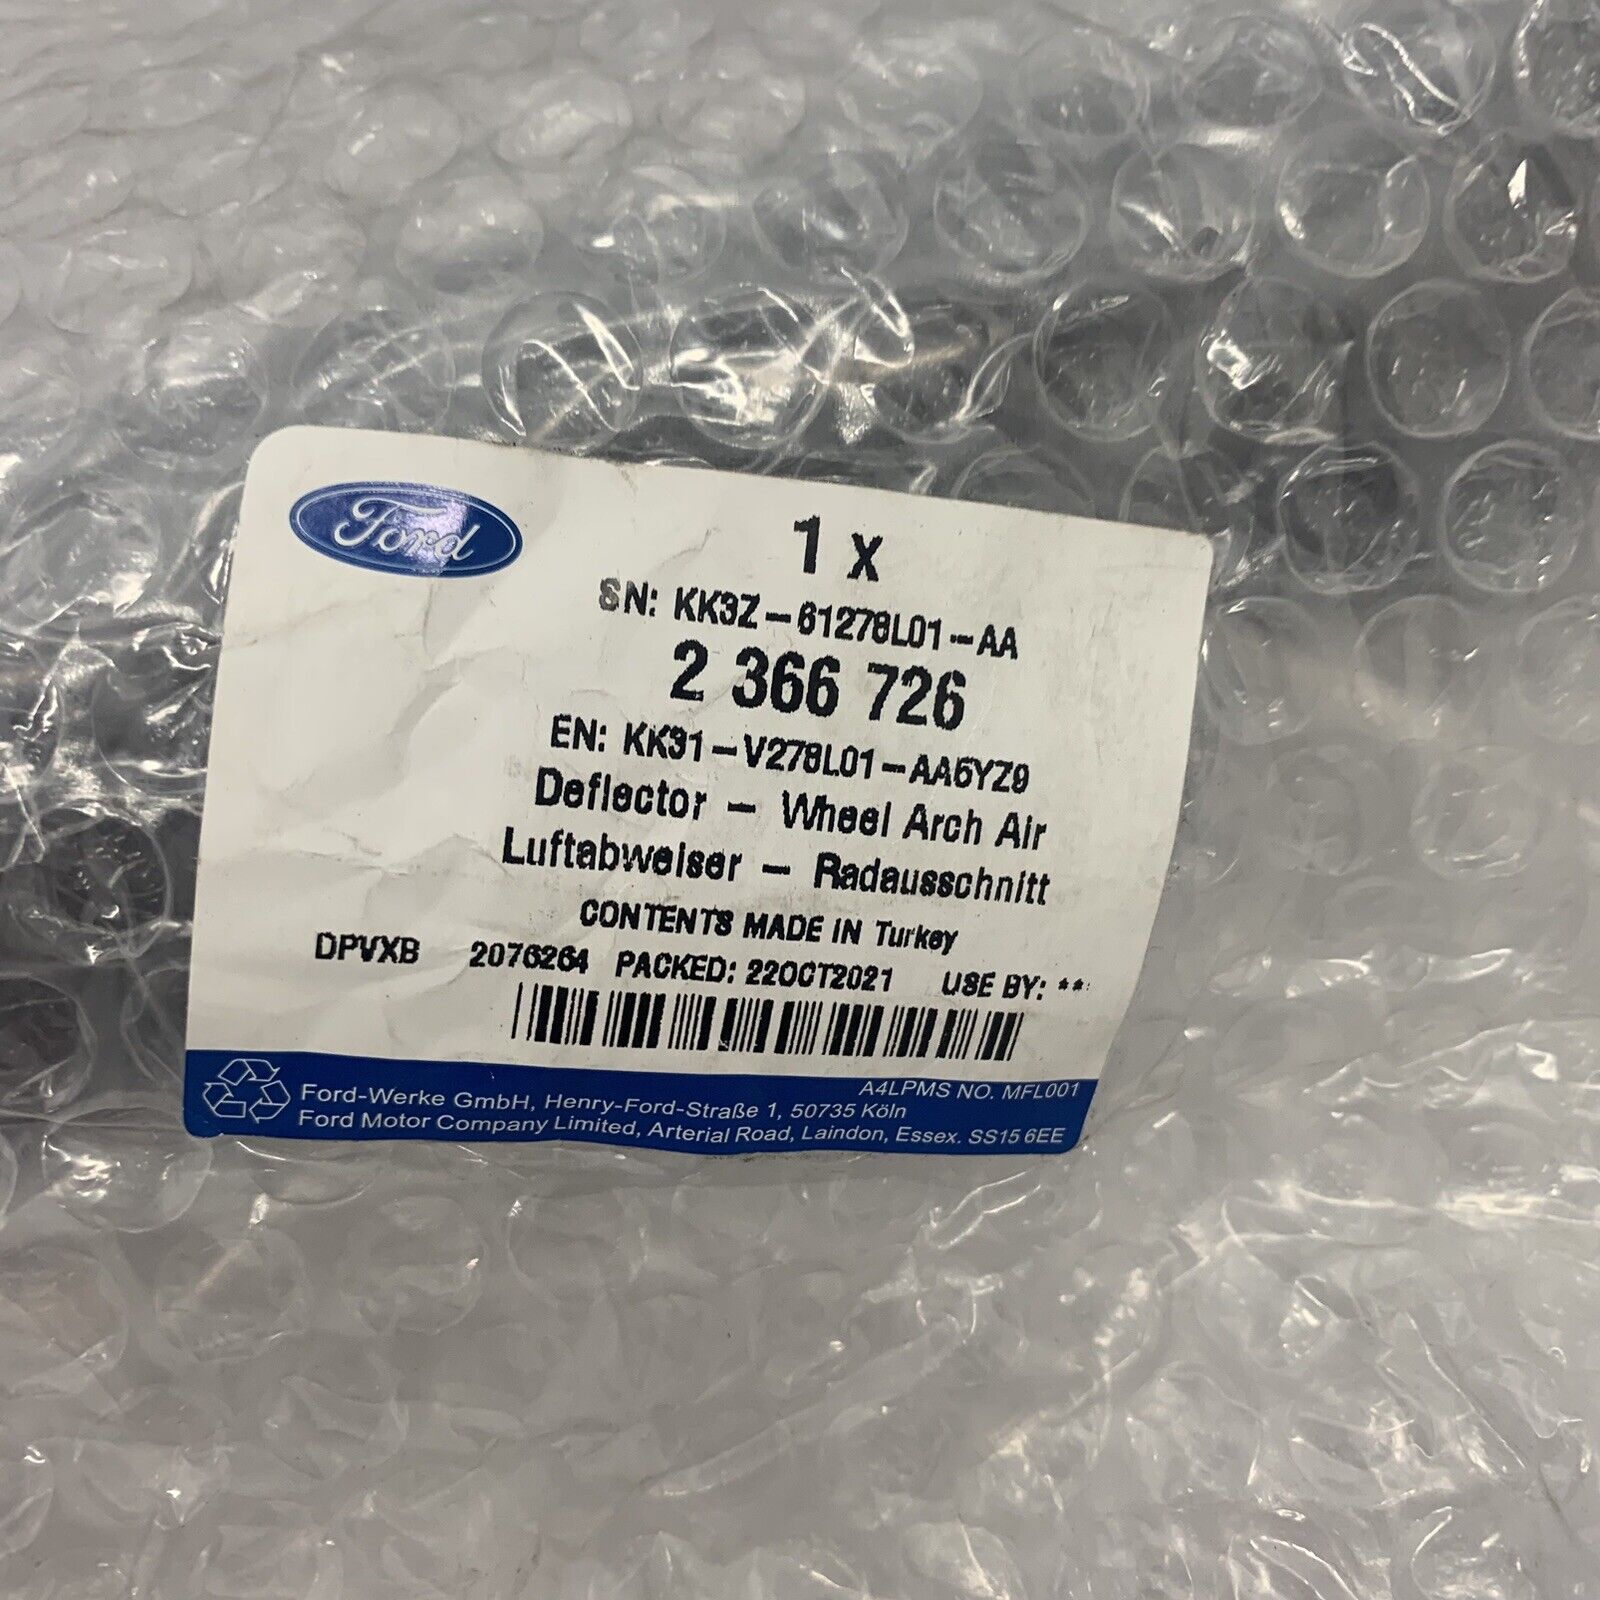 Ford
1 x
SN: KK3Z-61278L01-AA
2 366 726
EN: KK31-V278L01-AA5YZ9
Deflector - Wheel Arch Air
Luftabweiser - Radausschnitt
CONTENTS MADE IN Turkey
DPVXB 2076264 PACKED: 22OCT2021 USE BY: **
A4LPMS NO. MFL001
Ford-Werke GmbH, Henry-Ford-Straße 1, 50735 Köln
Ford Motor Company Limited, Arterial Road, Laindon, Essex. SS15 6EE